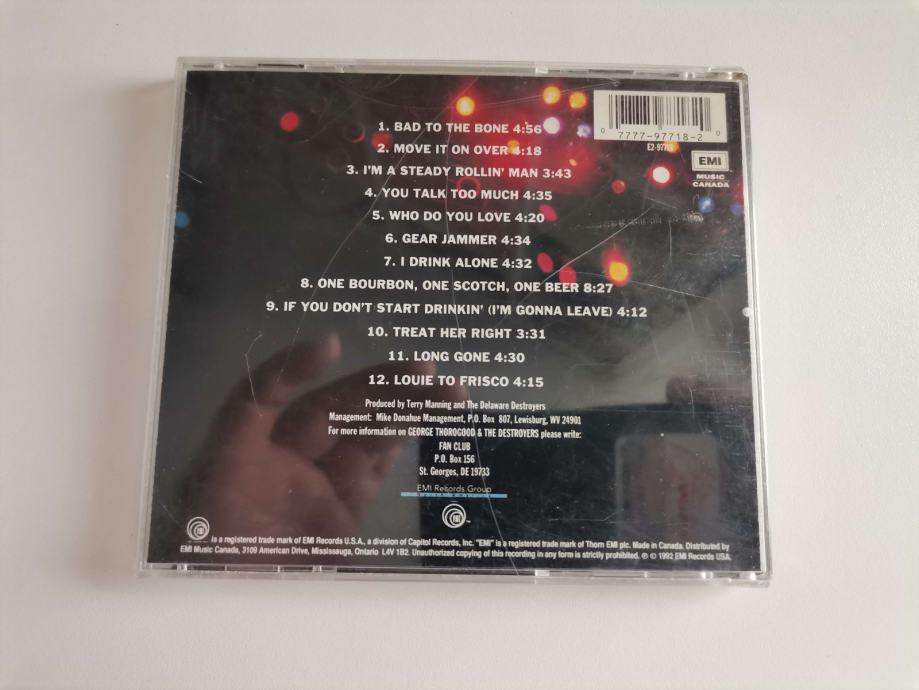 1. BAD TO THE BONE 4:56
2. MOVE IT ON OVER 4:18
3. I'M A STEADY ROLLIN' MAN 3:43
4. YOU TALK TOO MUCH 4:35
5. WHO DO YOU LOVE 4:20
6. GEAR JAMMER 4:34
7. I DRINK ALONE 4:32
8. ONE BOURBON, ONE SCOTCH, ONE BEER 8:27
9. IF YOU DON'T START DRINKIN' (I'M GONNA LEAVE) 4:12
10. TREAT HER RIGHT 3:31
11. LONG GONE 4:30
12. LOUIE TO FRISCO 4:15
0 7777-97718-2 0
E2-97718
EMI
MUSIC
CANADA
Produced by Terry Manning and The Delaware Destroyers
Management: Mike Donahue Management, P.O. Box 807, Lewisburg, WV 24901
For more information on GEORGE THOROGOOD & THE DESTROYERS please write:
FAN CLUB
P.O. Box 156
St. Georges, DE 19733
EMI Records Group
North America
EMI
is a registered trade mark of EMI Records U.S.A., a division of Capitol Records, Inc. "EMI" is a registered trade mark of Thorn EMI plc. Made in Canada. Distributed by
EMI Music Canada, 3109 American Drive, Mississauga, Ontario L4V 1B2. Unauthorized copying of this recording in any form is strictly prohibited. ℗ © 1992 EMI Records USA.